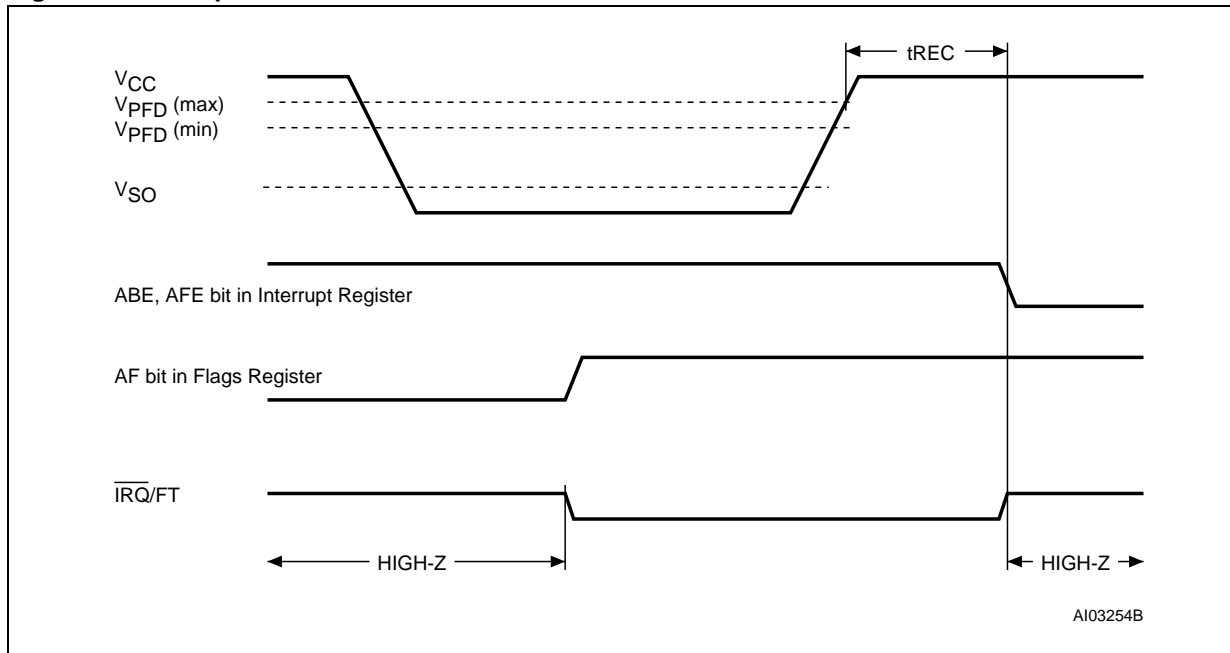 tREC
VCC
VPFD (max)
VPFD (min)
VSO
ABE, AFE bit in Interrupt Register
AF bit in Flags Register
IRQ/FT
HIGH-Z
HIGH-Z
AI03254B